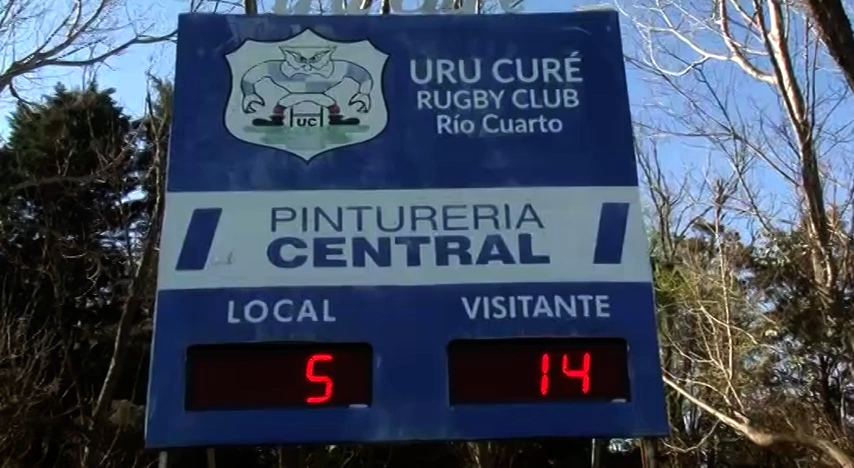 URU CURÉ
RUGBY CLUB
Río Cuarto
UC
PINTURERIA
CENTRAL
LOCAL VISITANTE
5 14